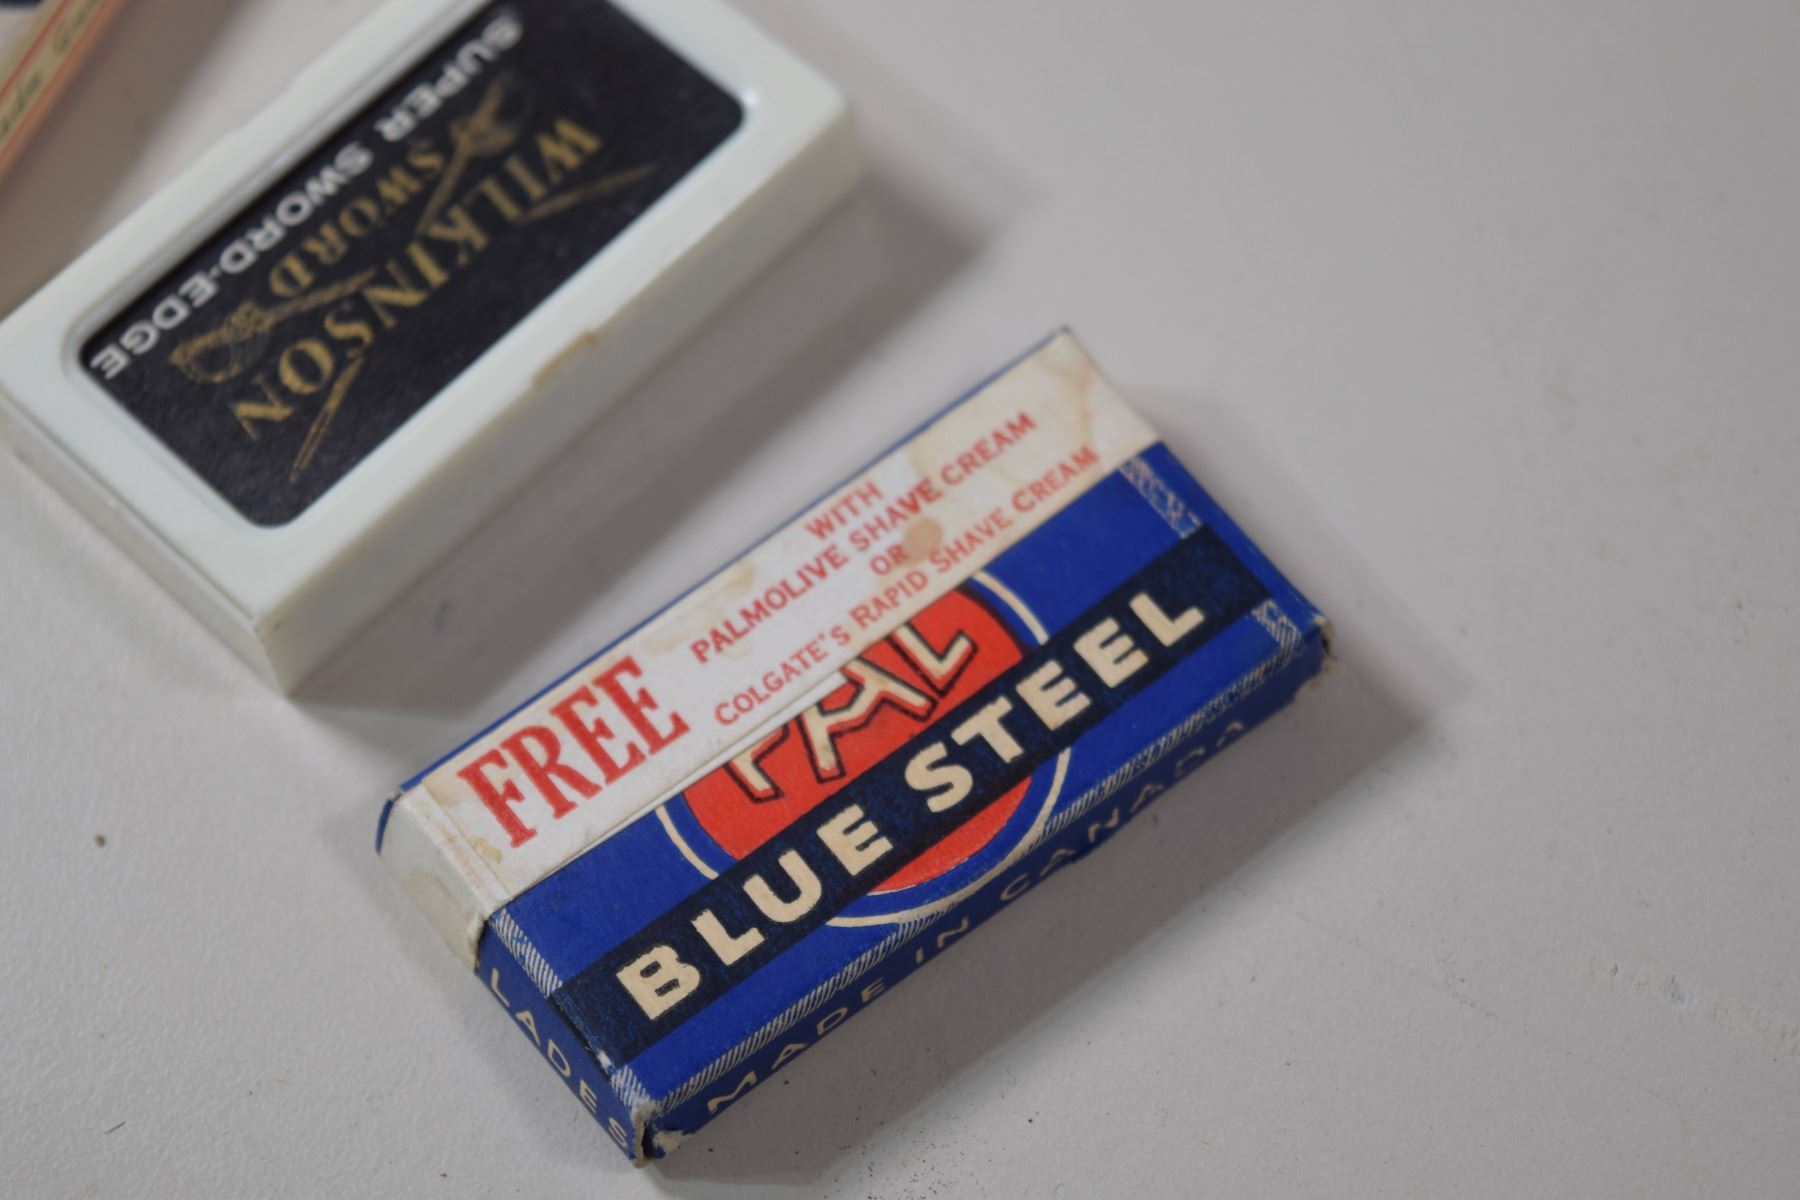 WILKINSON
SWORD
SUPER SWORD-EDGE
FREE
WITH
PALMOLIVE SHAVE CREAM
OR
COLGATE'S RAPID SHAVE CREAM
PAL
BLUE STEEL
MADE IN CANADA
LADES